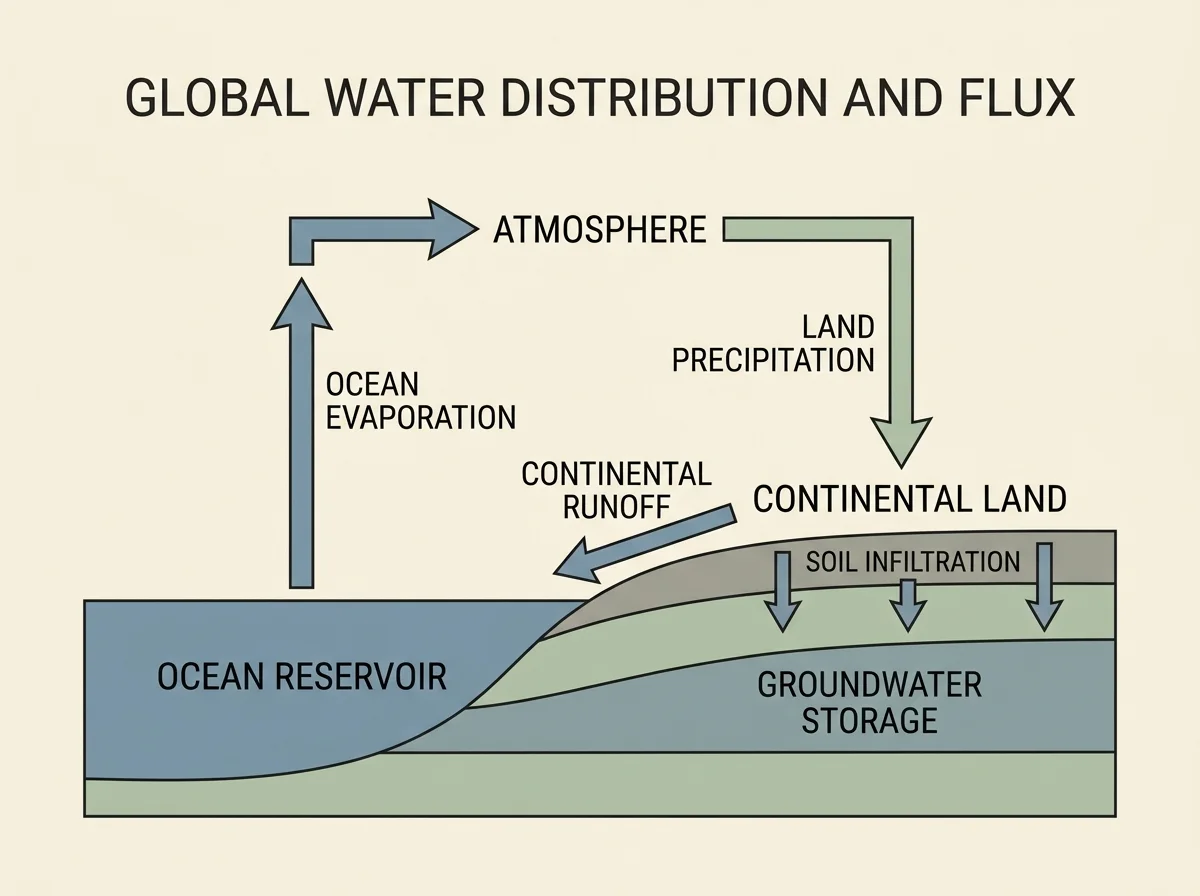 GLOBAL WATER DISTRIBUTION AND FLUX
ATMOSPHERE
LAND
PRECIPITATION
OCEAN
EVAPORATION
CONTINENTAL
RUNOFF
CONTINENTAL LAND
SOIL INFILTRATION
OCEAN RESERVOIR
GROUNDWATER
STORAGE